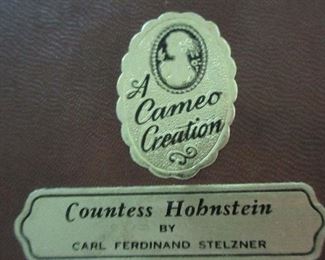 A
Cameo
Creation
Countess Hohnstein
BY
CARL FERDINAND STELZNER